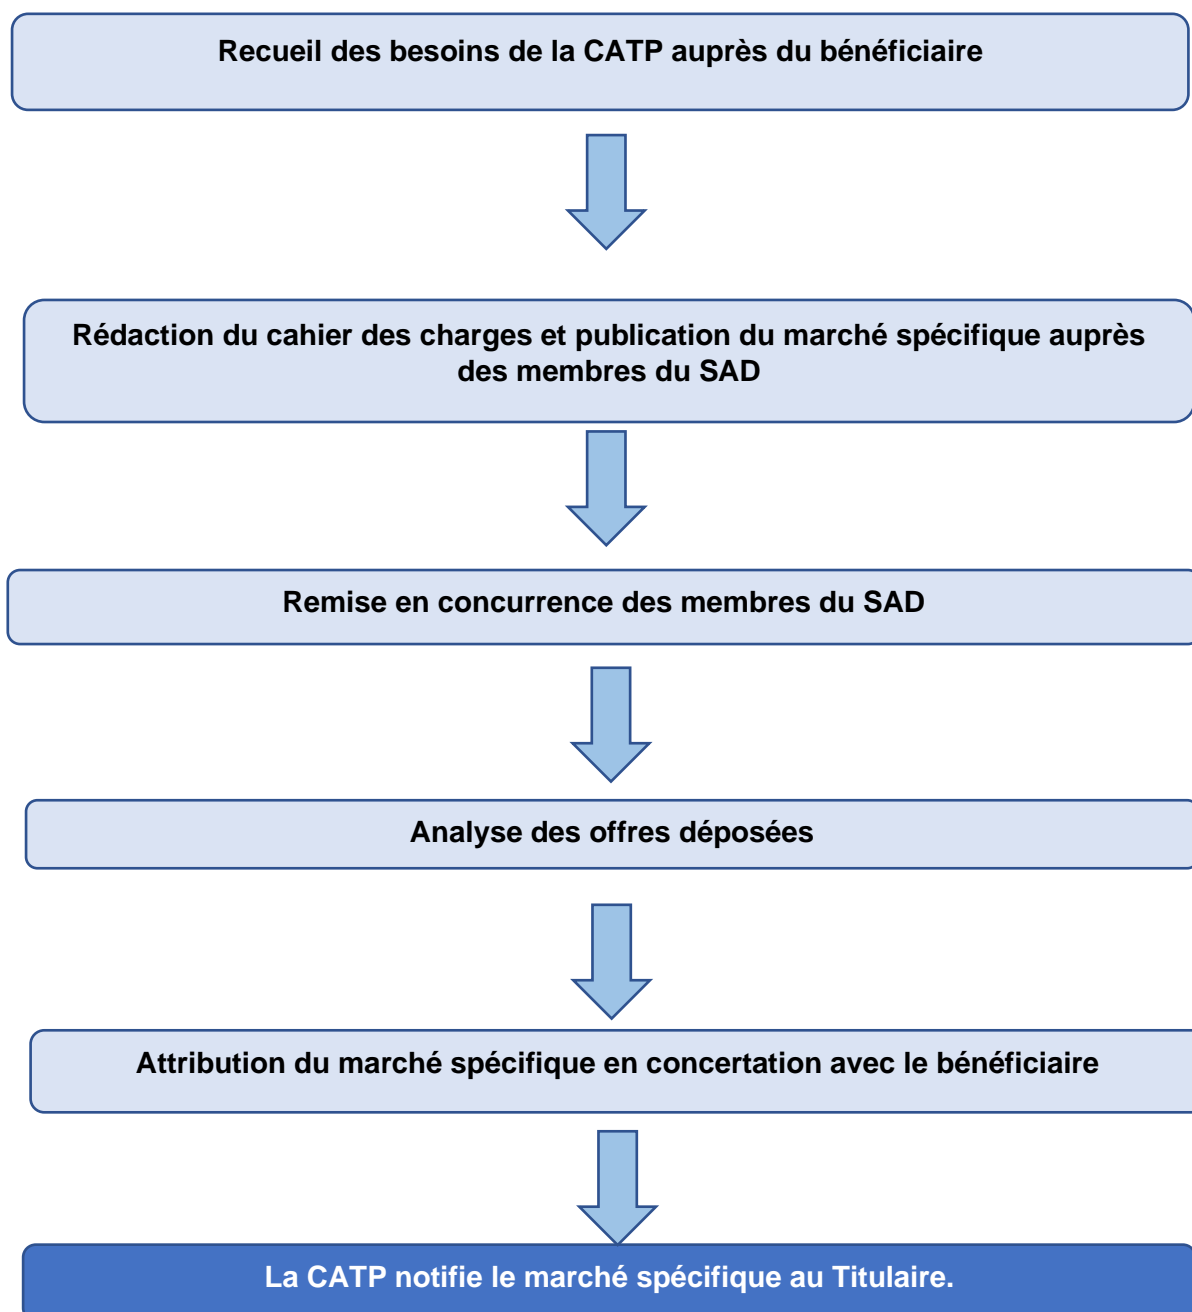 Recueil des besoins de la CATP auprès du bénéficiaire
Rédaction du cahier des charges et publication du marché spécifique auprès
des membres du SAD
Remise en concurrence des membres du SAD
Analyse des offres déposées
Attribution du marché spécifique en concertation avec le bénéficiaire
La CATP notifie le marché spécifique au Titulaire.